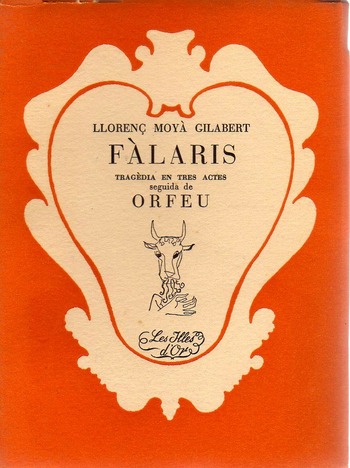 LLORENÇ MOYÀ GILABERT
FÀLARIS
TRAGÈDIA EN TRES ACTES
seguida de
ORFEU
Les Illes
d'Or